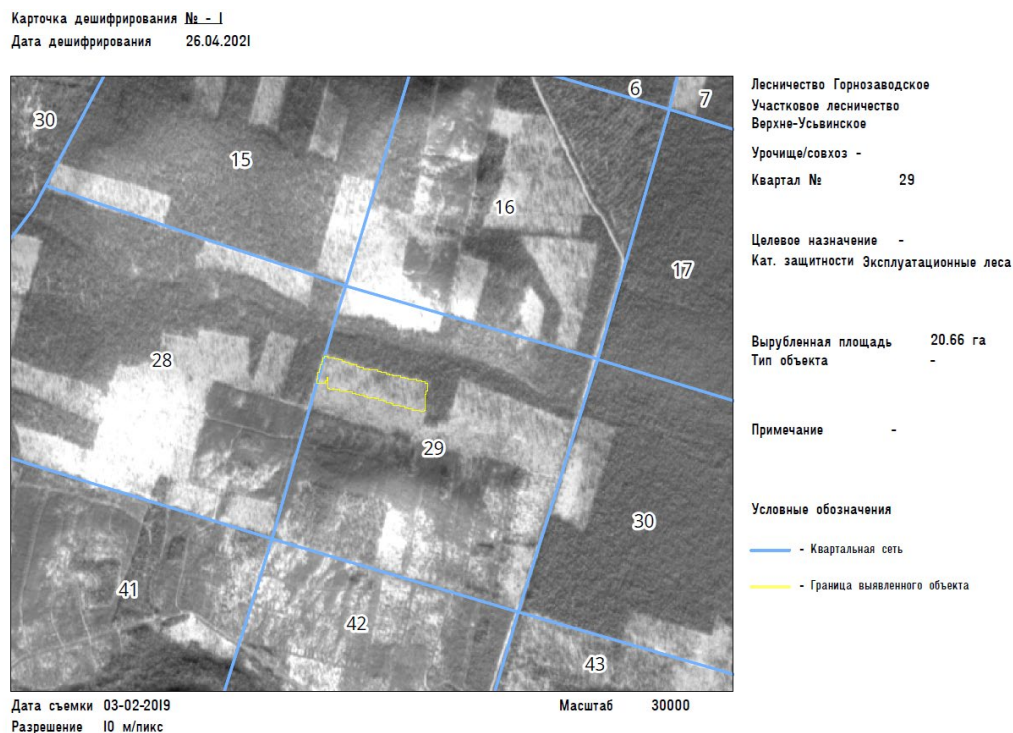 Карточка дешифрирования № - 1
Дата дешифрирования 26.04.2021
Лесничество Горнозаводское
Участковое лесничество
Верхне-Усьвинское
Урочище/совхоз -
Квартал № 29
Целевое назначение -
Кат. защитности Эксплуатационные леса
Вырубленная площадь 20.66 га
Тип объекта -
Примечание -
Условные обозначения
- Квартальная сеть
- Граница выявленного объекта
6
7
30
15
16
17
28
29
30
41
42
43
Дата съемки 03-02-2019
Масштаб 30000
Разрешение 10 м/пикс